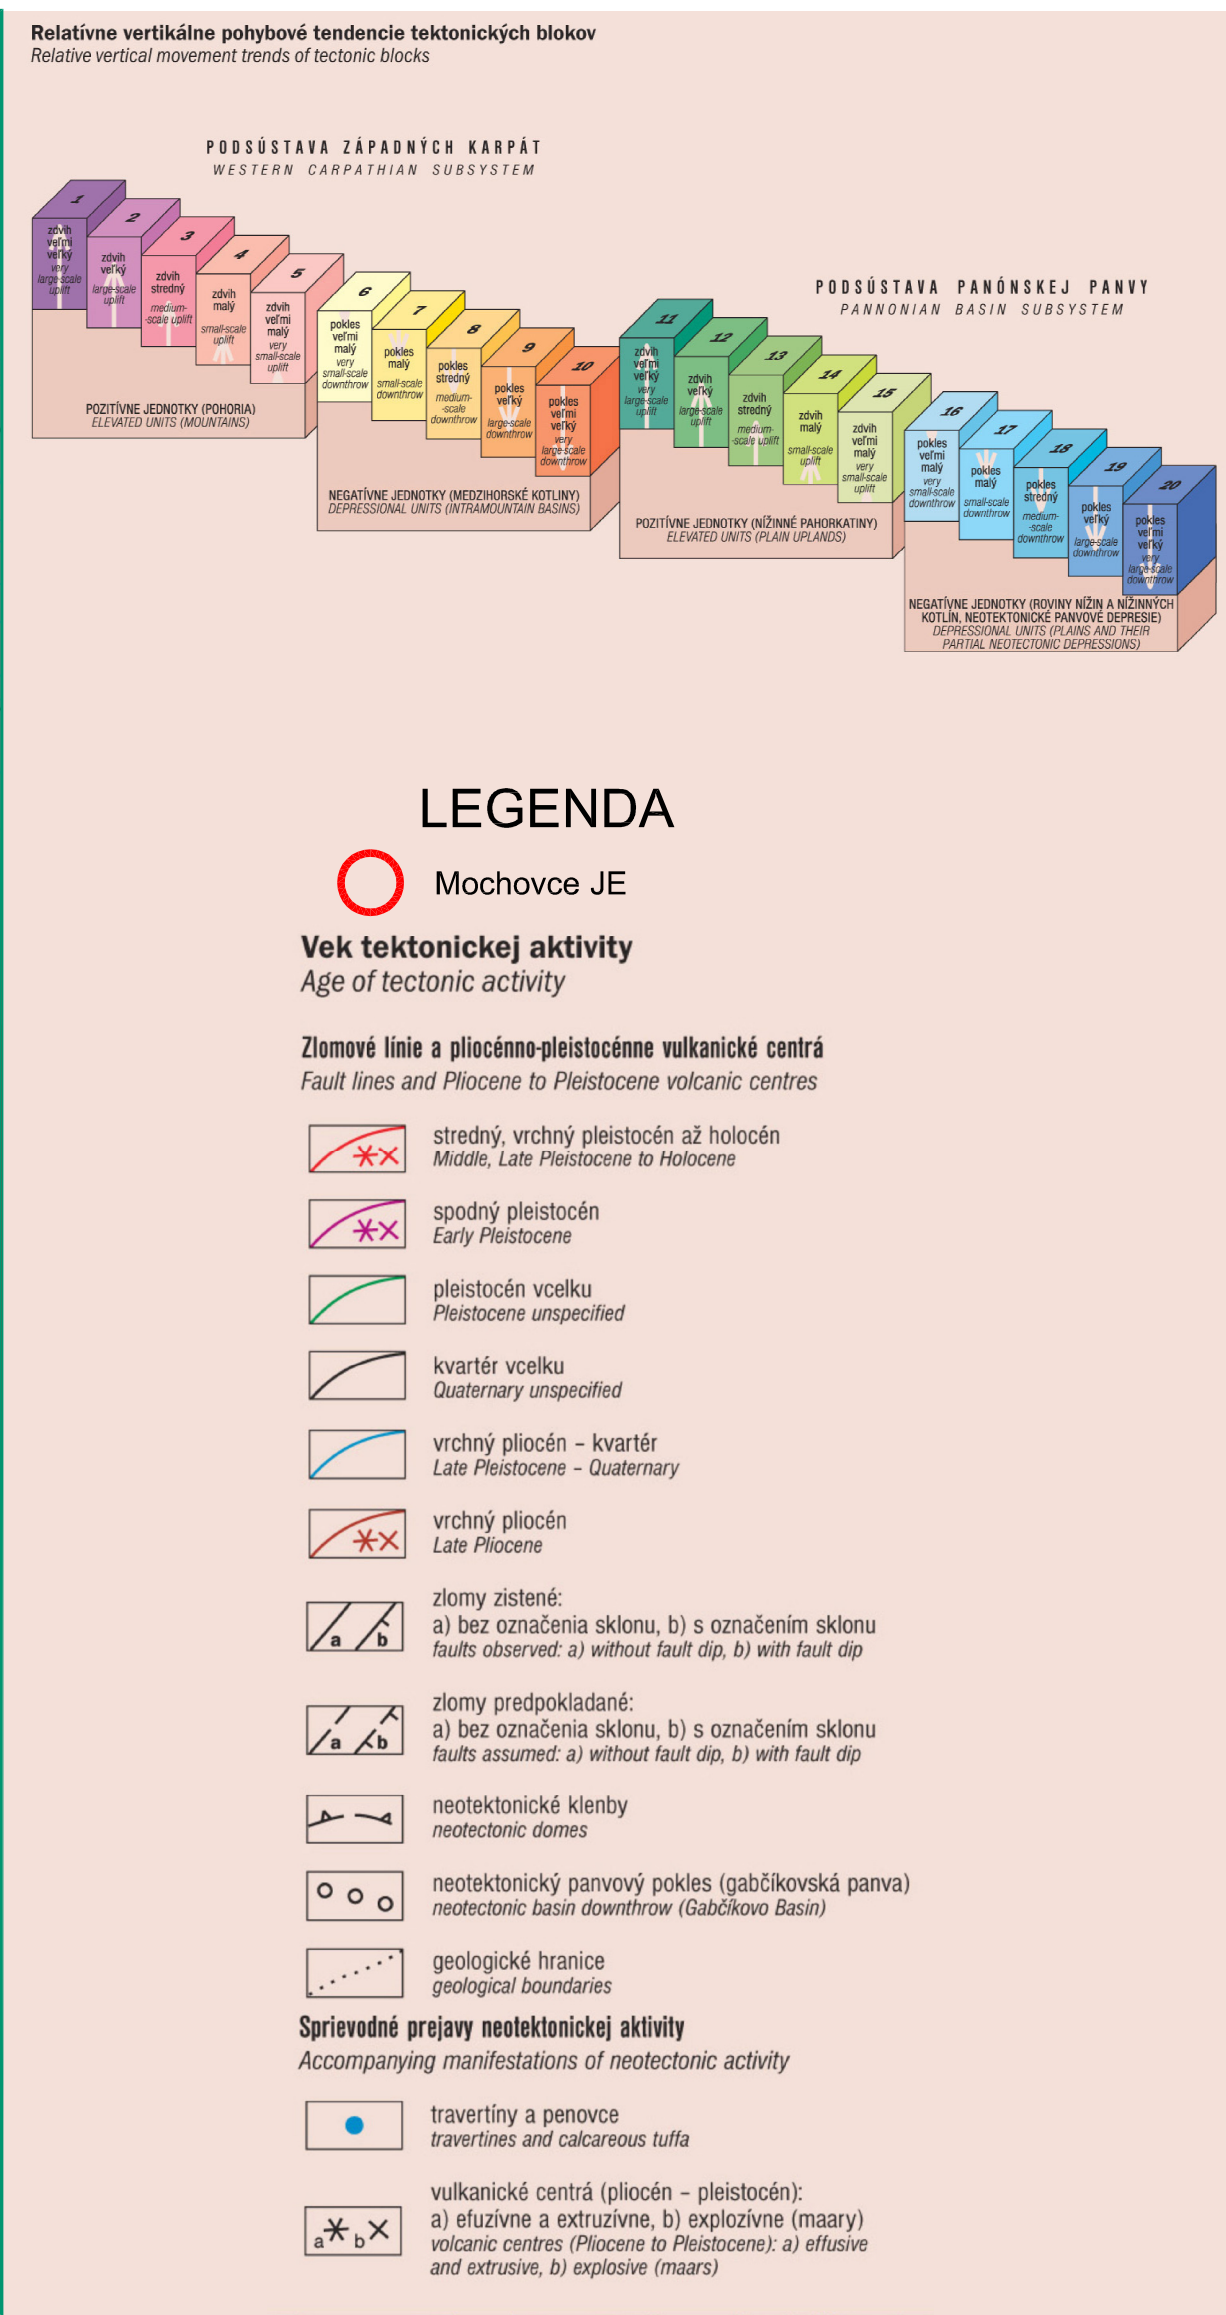 Relatívne vertikálne pohybové tendencie tektonických blokov
Relative vertical movement trends of tectonic blocks
PODSÚSTAVA ZÁPADNÝCH KARPÁT
WESTERN CARPATHIAN SUBSYSTEM
1
zdvih
veľmi
veľký
very
large-scale
uplift
2
zdvih
veľký
large-scale
uplift
3
zdvih
stredný
medium-
-scale uplift
4
zdvih
malý
small-scale
uplift
5
zdvih
veľmi
malý
very
small-scale
uplift
POZITÍVNE JEDNOTKY (POHORIA)
ELEVATED UNITS (MOUNTAINS)
6
pokles
veľmi
malý
very
small-scale
downthrow
7
pokles
malý
small-scale
downthrow
8
pokles
stredný
medium-
-scale
downthrow
9
pokles
veľký
large-scale
downthrow
10
pokles
veľmi
veľký
very
large-scale
downthrow
NEGATÍVNE JEDNOTKY (MEDZIHORSKÉ KOTLINY)
DEPRESSIONAL UNITS (INTRAMOUNTAIN BASINS)
PODSÚSTAVA PANÓNSKEJ PANVY
PANNONIAN BASIN SUBSYSTEM
11
zdvih
veľmi
veľký
very
large-scale
uplift
12
zdvih
veľký
large-scale
uplift
13
zdvih
stredný
medium-
-scale uplift
14
zdvih
malý
small-scale
uplift
15
zdvih
veľmi
malý
very
small-scale
uplift
POZITÍVNE JEDNOTKY (NÍŽINNÉ PAHORKATINY)
ELEVATED UNITS (PLAIN UPLANDS)
16
pokles
veľmi
malý
very
small-scale
downthrow
17
pokles
malý
small-scale
downthrow
18
pokles
stredný
medium-
-scale
downthrow
19
pokles
veľký
large-scale
downthrow
20
pokles
veľmi
veľký
very
large-scale
downthrow
NEGATÍVNE JEDNOTKY (ROVINY NÍŽIN A NÍŽINNÝCH
KOTLÍN, NEOTEKTONICKÉ PANVOVÉ DEPRESIE)
DEPRESSIONAL UNITS (PLAINS AND THEIR
PARTIAL NEOTECTONIC DEPRESSIONS)
LEGENDA
Mochovce JE
Vek tektonickej aktivity
Age of tectonic activity
Zlomové línie a pliocénno-pleistocénne vulkanické centrá
Fault lines and Pliocene to Pleistocene volcanic centres
stredný, vrchný pleistocén až holocén
Middle, Late Pleistocene to Holocene
spodný pleistocén
Early Pleistocene
pleistocén vcelku
Pleistocene unspecified
kvartér vcelku
Quaternary unspecified
vrchný pliocén – kvartér
Late Pleistocene – Quaternary
vrchný pliocén
Late Pliocene
zlomy zistené:
a b
a) bez označenia sklonu, b) s označením sklonu
faults observed: a) without fault dip, b) with fault dip
zlomy predpokladané:
a b
a) bez označenia sklonu, b) s označením sklonu
faults assumed: a) without fault dip, b) with fault dip
neotektonické klenby
neotectonic domes
neotektonický panvový pokles (gabčíkovská panva)
neotectonic basin downthrow (Gabčíkovo Basin)
geologické hranice
geological boundaries
Sprievodné prejavy neotektonickej aktivity
Accompanying manifestations of neotectonic activity
travertíny a penovce
travertines and calcareous tuffa
vulkanické centrá (pliocén – pleistocén):
a b
a) efuzívne a extruzívne, b) explozívne (maary)
volcanic centres (Pliocene to Pleistocene): a) effusive
and extrusive, b) explosive (maars)